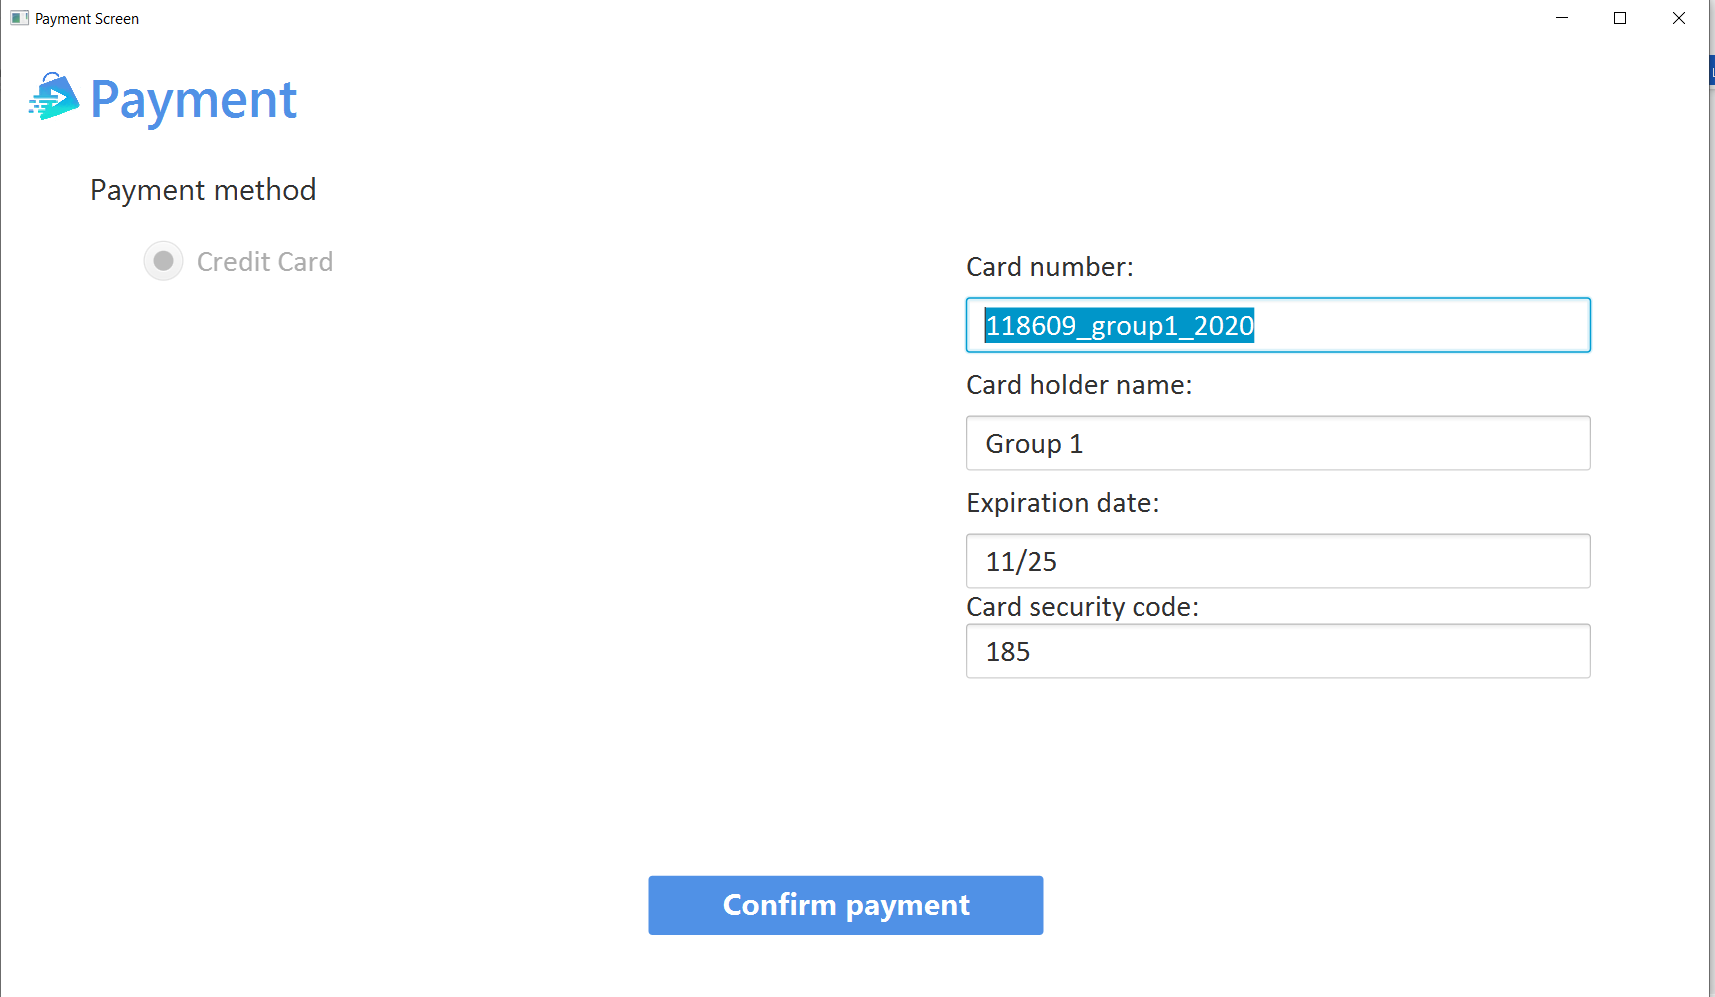 Payment Screen
Payment
Payment method
Credit Card
Card number:
118609_group1_2020
Card holder name:
Group 1
Expiration date:
11/25
Card security code:
185
Confirm payment